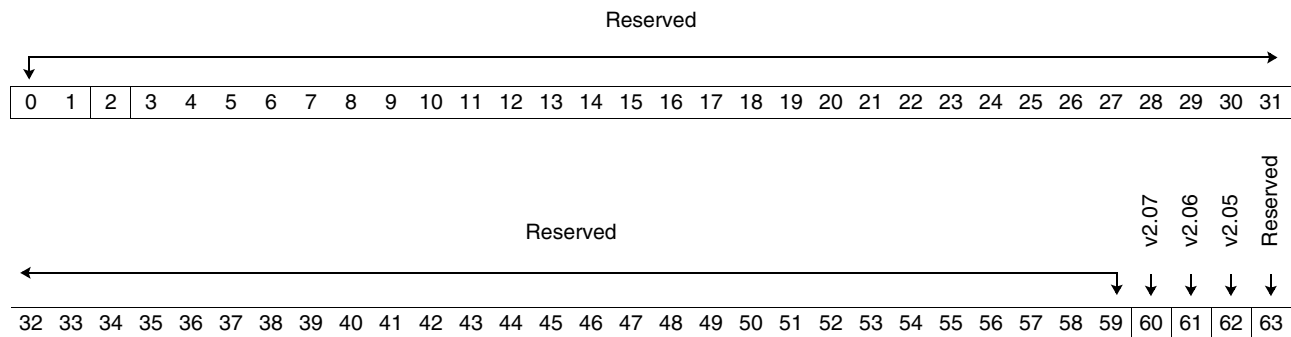 Reserved
0 1 2 3 4 5 6 7 8 9 10 11 12 13 14 15 16 17 18 19 20 21 22 23 24 25 26 27 28 29 30 31
Reserved
v2.07
v2.06
v2.05
Reserved
32 33 34 35 36 37 38 39 40 41 42 43 44 45 46 47 48 49 50 51 52 53 54 55 56 57 58 59 60 61 62 63